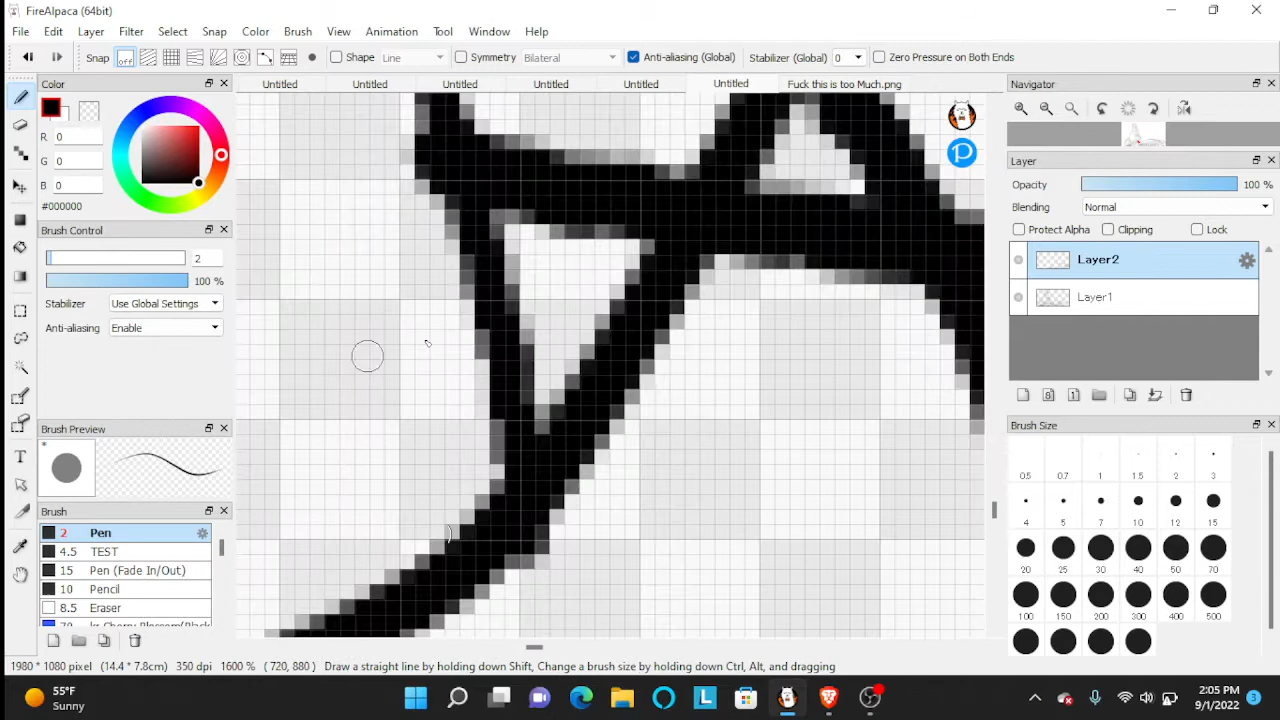 FireAlpaca (64bit)
File Edit Layer Filter Select Snap Color Brush View Animation Tool Window Help
Snap off Shape Line Symmetry Bilateral Anti-aliasing (Global) Stabilizer (Global) 0 Zero Pressure on Both Ends
Color
Untitled Untitled Untitled Untitled Untitled Untitled Fuck this is too Much.png
Navigator
R 0
G 0
B 0
#000000
Layer
Opacity 100 %
Blending Normal
Protect Alpha Clipping Lock
Layer2
Layer1
Brush Control
2
100 %
Stabilizer Use Global Settings
Anti-aliasing Enable
Brush Preview
*
Brush
2 Pen
4.5 TEST
15 Pen (Fade In/Out)
10 Pencil
8.5 Eraser
Brush Size
0.5 0.7 1 1.5 2 3
4 5 7 10 12 15
20 25 30 40 50 70
100 150 200 300 400 500
1980 * 1080 pixel (14.4 * 7.8cm) 350 dpi 1600 % ( 720, 880 ) Draw a straight line by holding down Shift, Change a brush size by holding down Ctrl, Alt, and dragging
55°F
Sunny
2:05 PM
9/1/2022
3